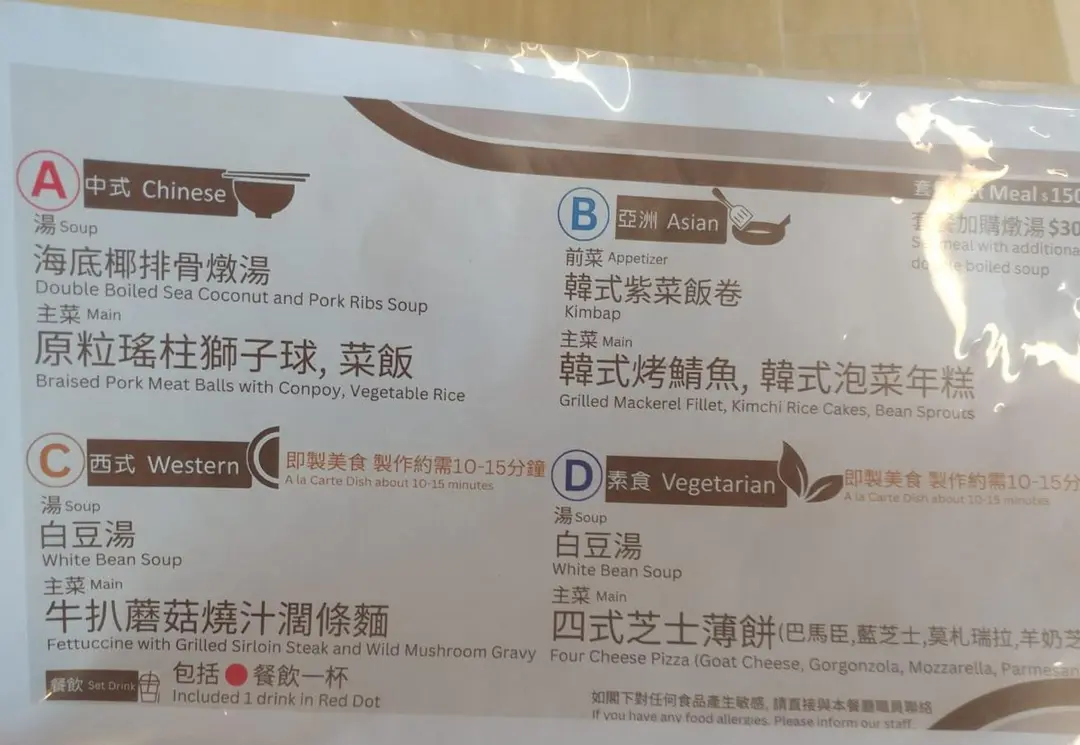 A 中式 Chinese
湯 Soup
海底椰排骨燉湯
Double Boiled Sea Coconut and Pork Ribs Soup
主菜 Main
原粒瑤柱獅子球, 菜飯
Braised Pork Meat Balls with Conpoy, Vegetable Rice
Meal $150
加購燉湯 $30
meal with additiona
boiled soup
B 亞洲 Asian
前菜 Appetizer
韓式紫菜飯卷
Kimbap
主菜 Main
韓式烤鯖魚, 韓式泡菜年糕
Grilled Mackerel Fillet, Kimchi Rice Cakes, Bean Sprouts
C 西式 Western
即製美食 製作約需10-15分鐘
A la Carte Dish about 10-15 minutes
湯 Soup
白豆湯
White Bean Soup
主菜 Main
牛扒蘑菇燒汁濶條麵
Fettuccine with Grilled Sirloin Steak and Wild Mushroom Gravy
D 素食 Vegetarian
即製美食 製作約需10-15分
A la Carte Dish about 10-15 minutes
湯 Soup
白豆湯
White Bean Soup
主菜 Main
四式芝士薄餅(巴馬臣,藍芝士,莫札瑞拉,羊奶芝
Four Cheese Pizza (Goat Cheese, Gorgonzola, Mozzarella, Parmesan
餐飲 Set Drink
包括 餐飲一杯
Included 1 drink in Red Dot
如閣下對任何食品產生敏感, 請直接與本餐廳職員聯絡
If you have any food allergies. Please inform our staff.